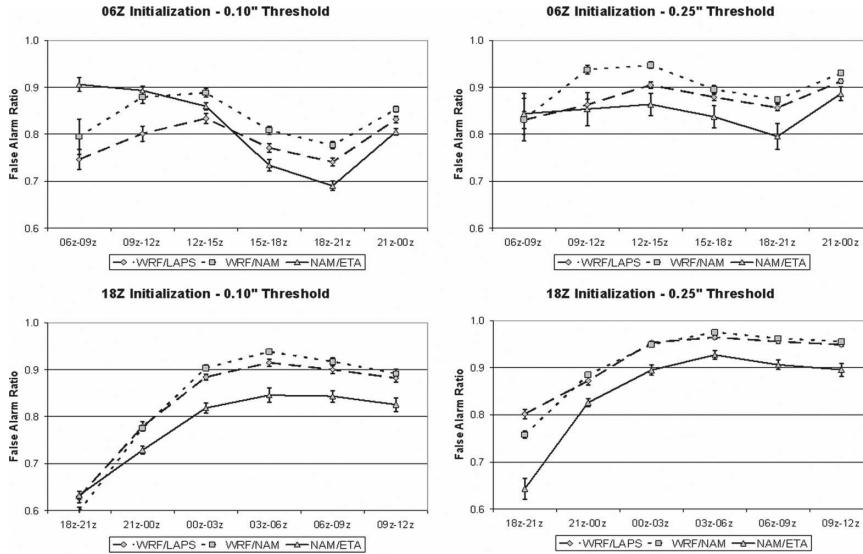 06Z Initialization - 0.10" Threshold
False Alarm Ratio
1.0
0.9
0.8
0.7
0.6
06z-09z 09z-12z 12z-15z 15z-18z 18z-21z 21z-00z
WRF/LAPS WRF/NAM NAM/ETA
06Z Initialization - 0.25" Threshold
False Alarm Ratio
1.0
0.9
0.8
0.7
0.6
06z-09z 09z-12z 12z-15z 15z-18z 18z-21z 21z-00z
WRF/LAPS WRF/NAM NAM/ETA
18Z Initialization - 0.10" Threshold
False Alarm Ratio
1.0
0.9
0.8
0.7
0.6
18z-21z 21z-00z 00z-03z 03z-06z 06z-09z 09z-12z
WRF/LAPS WRF/NAM NAM/ETA
18Z Initialization - 0.25" Threshold
False Alarm Ratio
1.0
0.9
0.8
0.7
0.6
18z-21z 21z-00z 00z-03z 03z-06z 06z-09z 09z-12z
WRF/LAPS WRF/NAM NAM/ETA